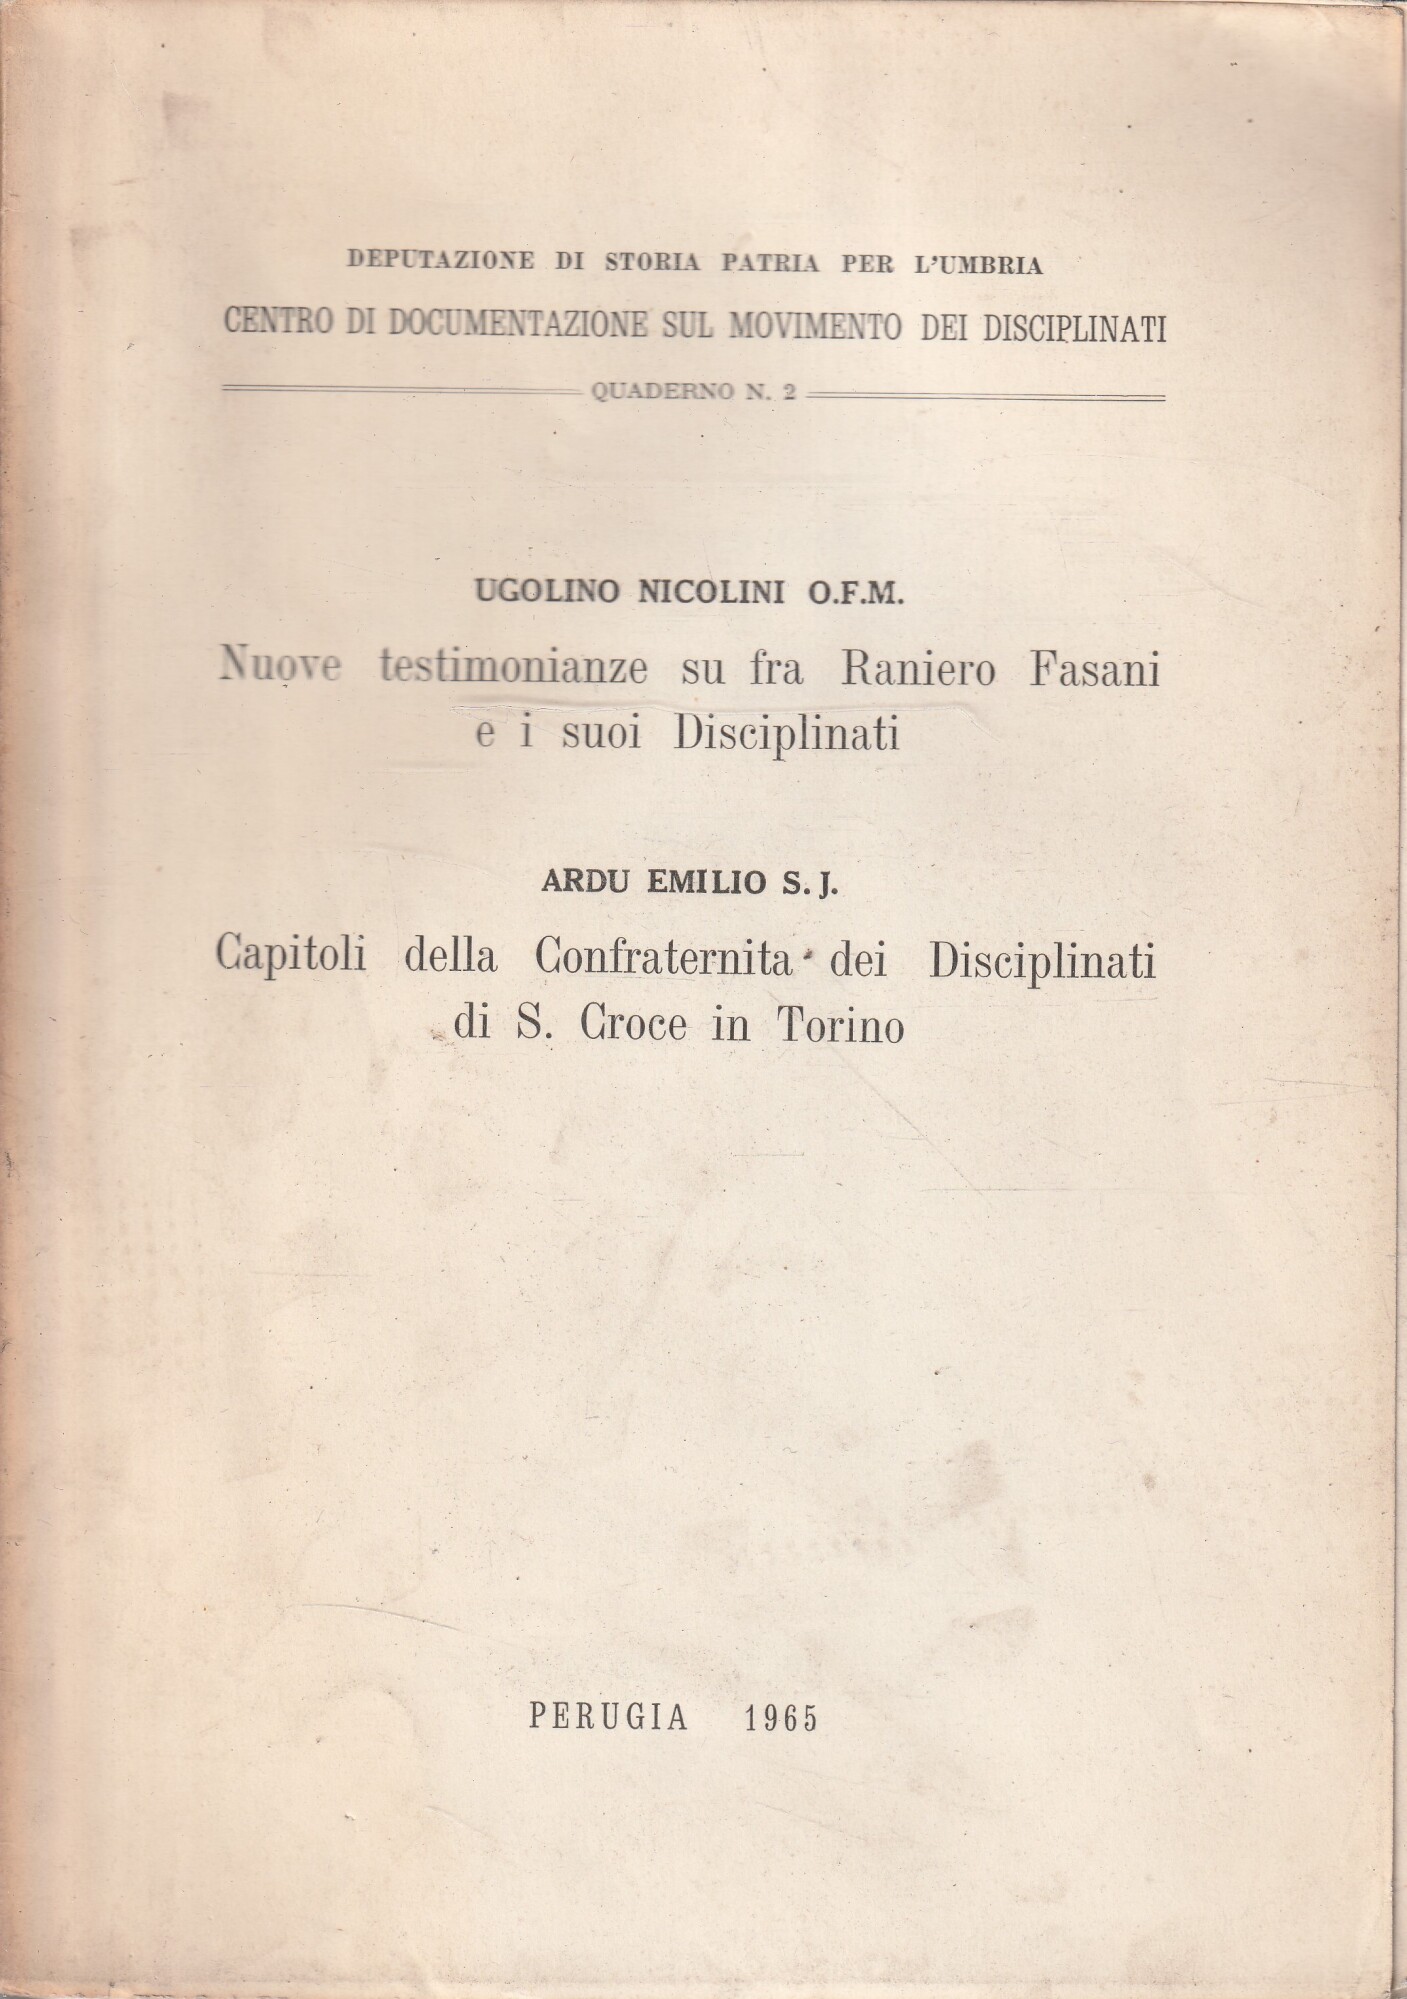 DEPUTAZIONE DI STORIA PATRIA PER L'UMBRIA
CENTRO DI DOCUMENTAZIONE SUL MOVIMENTO DEI DISCIPLINATI
QUADERNO N. 2
UGOLINO NICOLINI O.F.M.
Nuove testimonianze su fra Raniero Fasani
e i suoi Disciplinati
ARDU EMILIO S. J.
Capitoli della Confraternita dei Disciplinati
di S. Croce in Torino
PERUGIA 1965